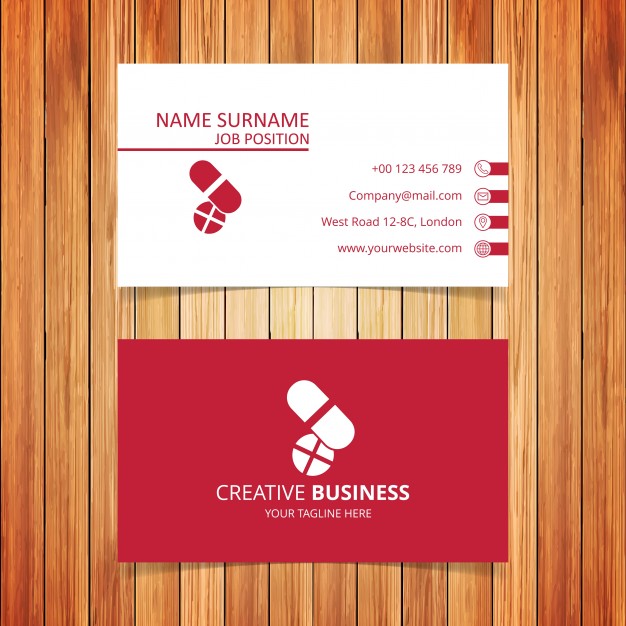 NAME SURNAME
JOB POSITION
+00 123 456 789
Company@mail.com
West Road 12-8C, London
www.yourwebsite.com
CREATIVE BUSINESS
YOUR TAGLINE HERE